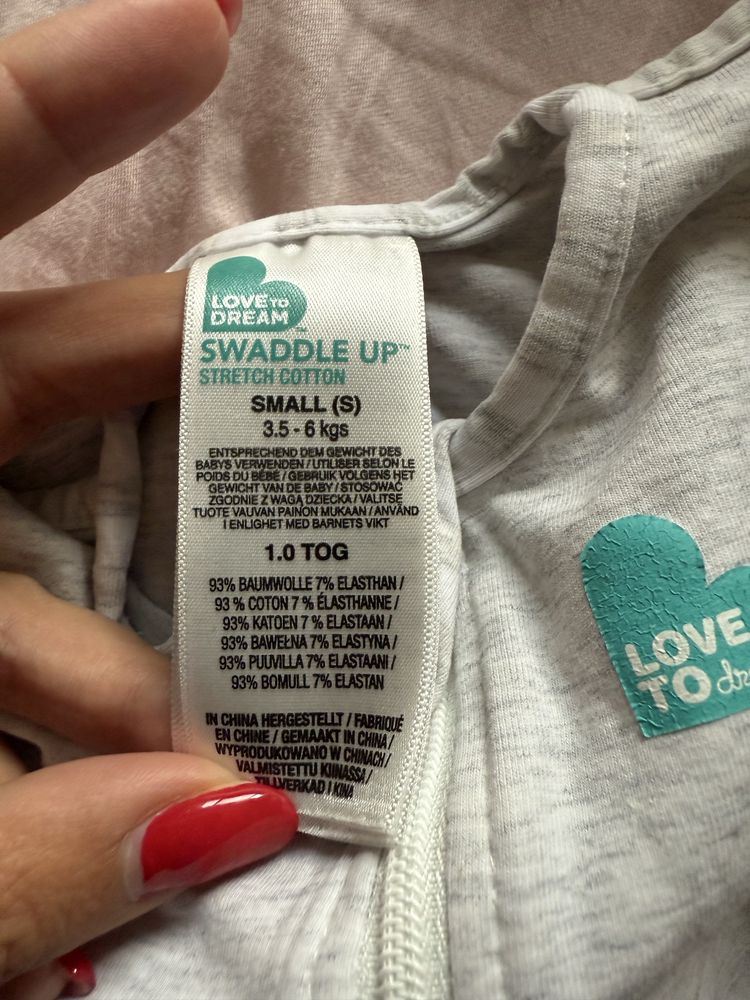 LOVE TO
DREAM™
SWADDLE UP™
STRETCH COTTON
SMALL (S)
3.5 - 6 kgs
ENTSPRECHEND DEM GEWICHT DES
BABYS VERWENDEN / UTILISER SELON LE
POIDS DU BÉBÉ / GEBRUIK VOLGENS HET
GEWICHT VAN DE BABY / STOSOWAĆ
ZGODNIE Z WAGĄ DZIECKA / VALITSE
TUOTE VAUVAN PAINON MUKAAN / ANVÄND
I ENLIGHET MED BARNETS VIKT
1.0 TOG
93% BAUMWOLLE 7% ELASTHAN /
93 % COTON 7 % ÉLASTHANNE /
93% KATOEN 7 % ELASTAAN /
93% BAWEŁNA 7% ELASTYNA /
93% PUUVILLA 7% ELASTAANI /
93% BOMULL 7% ELASTAN
IN CHINA HERGESTELLT / FABRIQUÉ
EN CHINE / GEMAAKT IN CHINA /
WYPRODUKOWANO W CHINACH /
VALMISTETTU KIINASSA /
TILLVERKAD I KINA
LOVE
TO dr